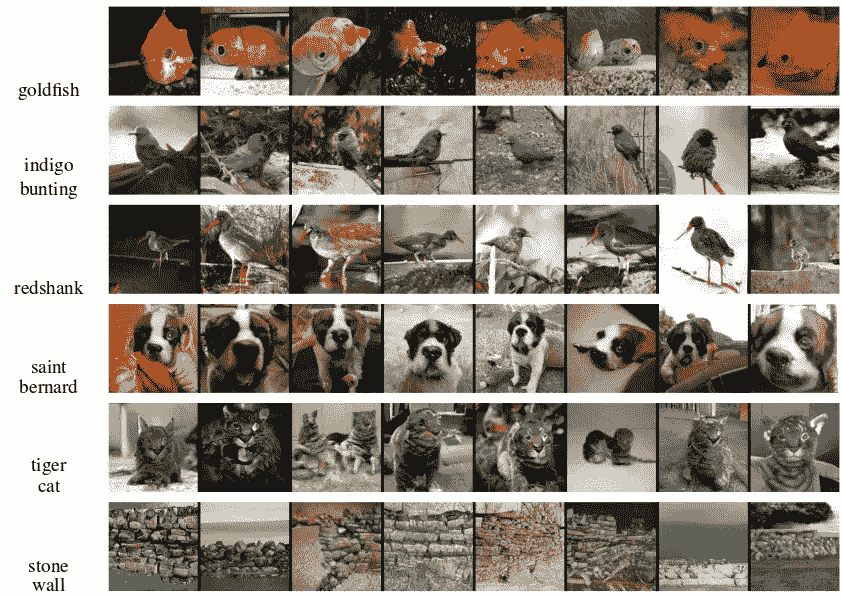 goldfish
indigo
bunting
redshank
saint
bernard
tiger
cat
stone
wall